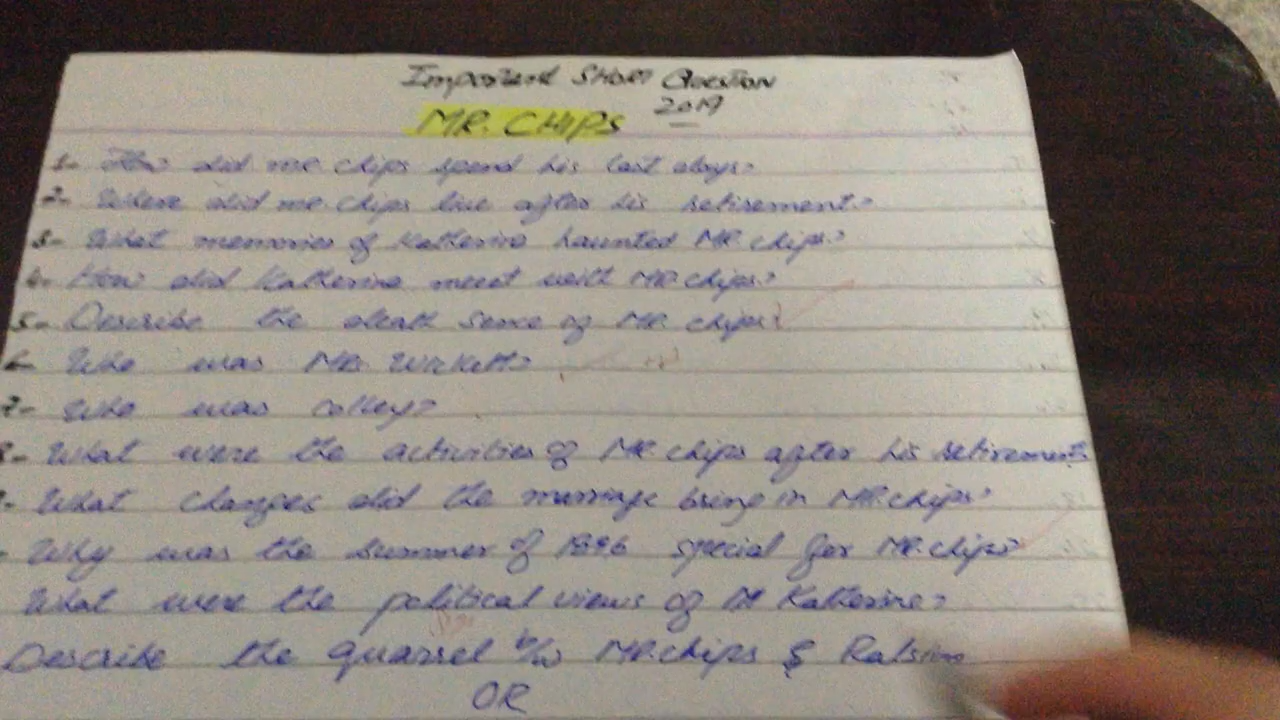 Important Short Question
2019
MR. CHIPS
1- How did mr chips spend his last days?
2- Where did mr. chips live after his retirement?
3- What memories of Katherine haunted MR. chips?
4- How did Katherine meet with MR chips?
5- Describe the death scene of Mr. chips?
6- Who was MRS. Wickett?
7- Who was colley?
8- What were the activities of MR chips after his retirement?
9- What changes did the marriage bring in MR.chips?
- Why was the summer of 1896 special for MR.chips?
What were the political views of Katherine?
Describe the quarrel b/w MR.chips & Ralston
OR